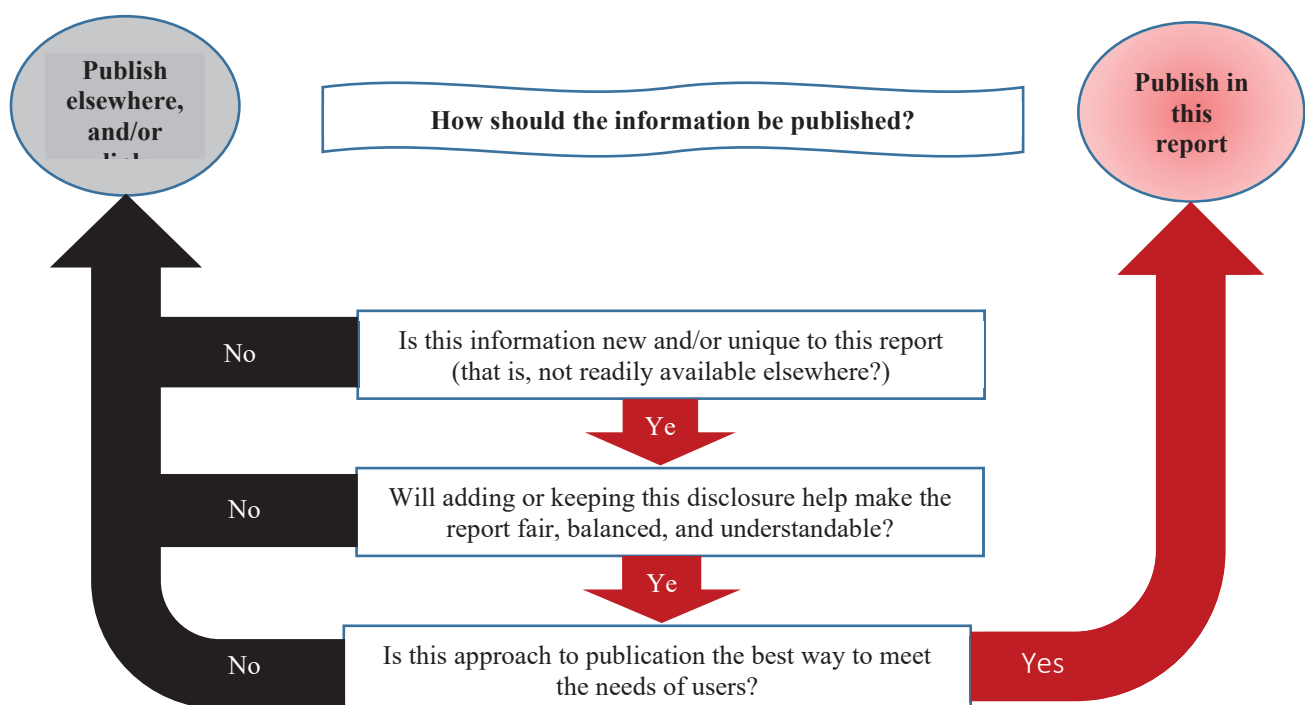 Publish
elsewhere,
and/or
How should the information be published?
Publish in
this
report
Is this information new and/or unique to this report
(that is, not readily available elsewhere?)
No
Ye
Will adding or keeping this disclosure help make the
report fair, balanced, and understandable?
No
Ye
Is this approach to publication the best way to meet
the needs of users?
No
Yes